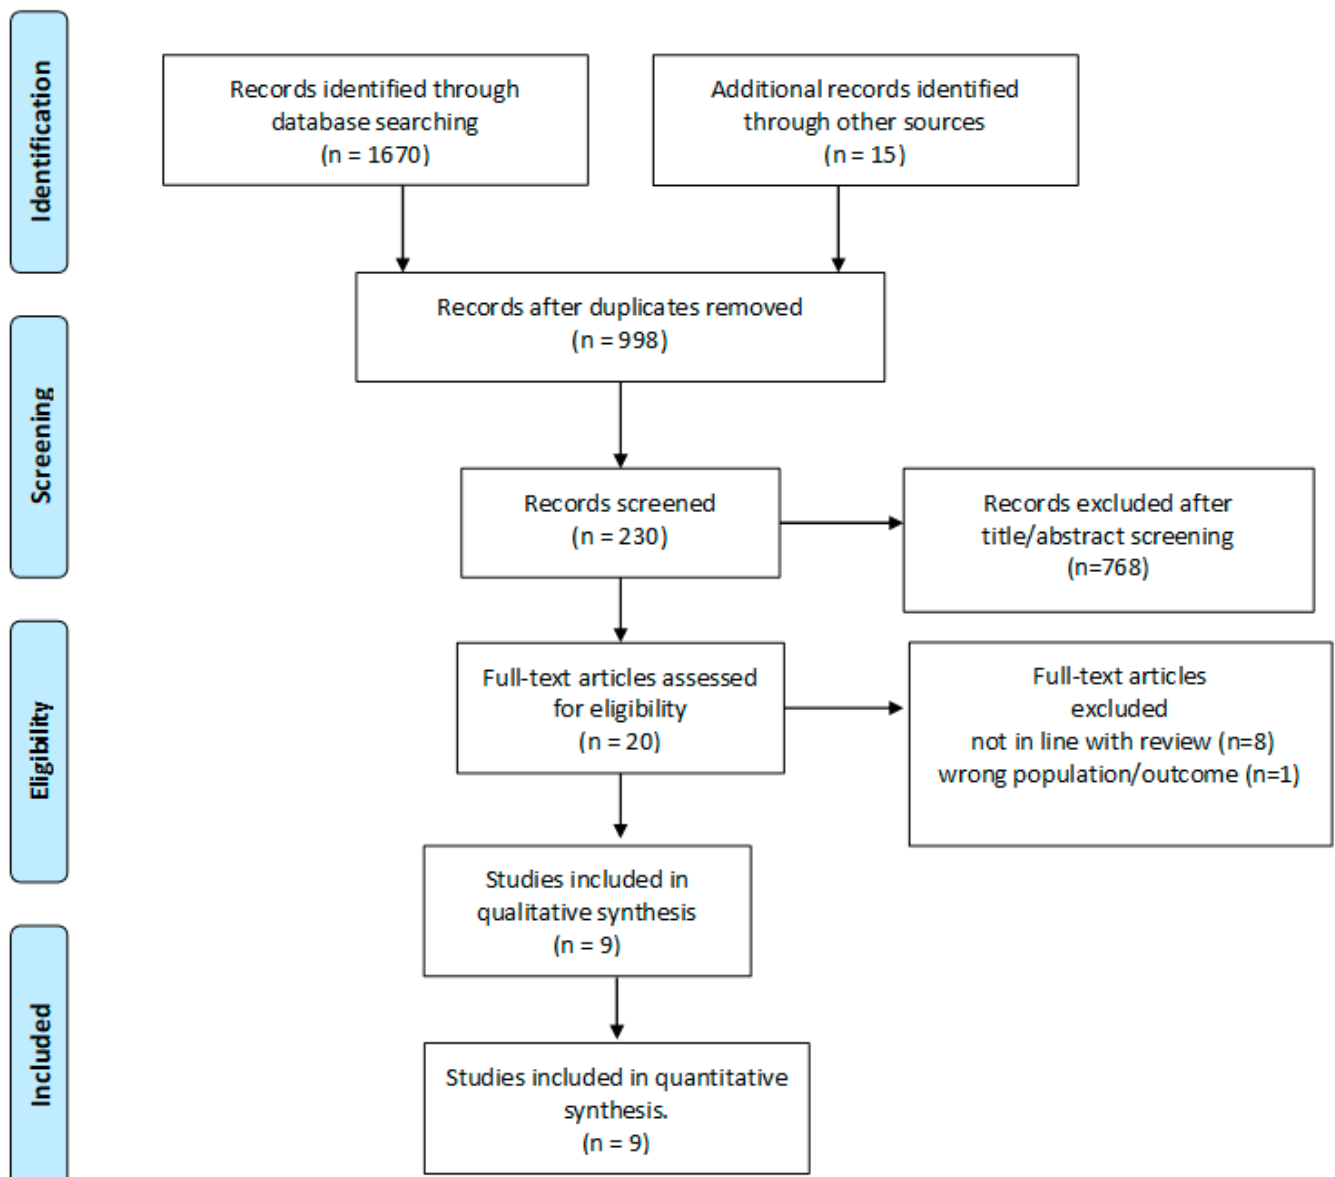 Identification
Records identified through
database searching
(n = 1670)
Additional records identified
through other sources
(n = 15)
Records after duplicates removed
(n = 998)
Screening
Records screened
(n = 230)
Records excluded after
title/abstract screening
(n=768)
Eligibility
Full-text articles assessed
for eligibility
(n = 20)
Full-text articles
excluded
not in line with review (n=8)
wrong population/outcome (n=1)
Studies included in
qualitative synthesis
(n = 9)
Included
Studies included in quantitative
synthesis.
(n = 9)